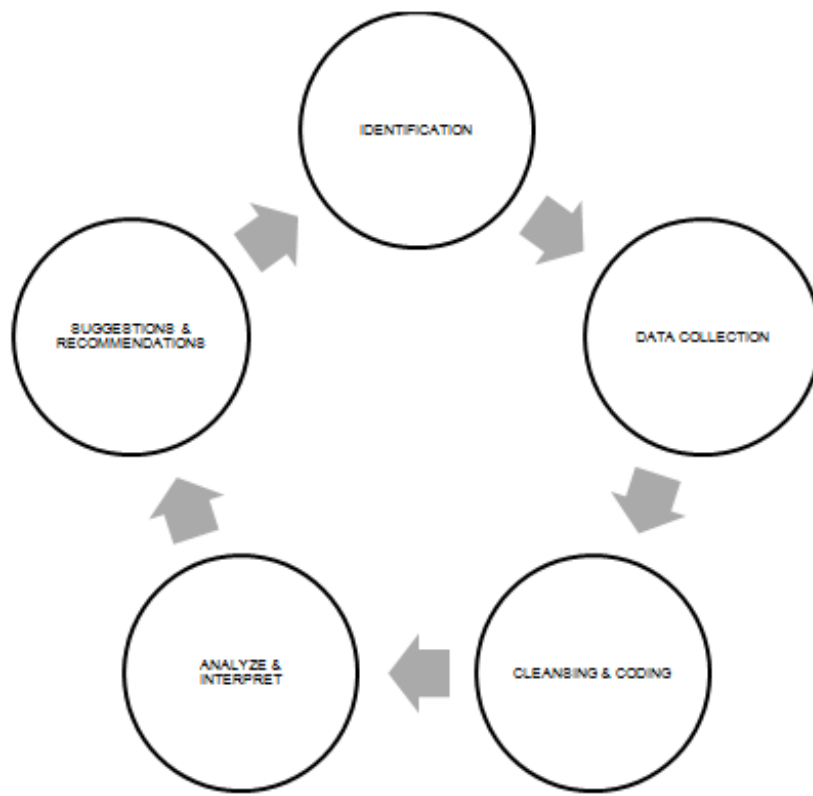 IDENTIFICATION
DATA COLLECTION
CLEANSING & CODING
ANALYZE &
INTERPRET
SUGGESTIONS &
RECOMMENDATIONS